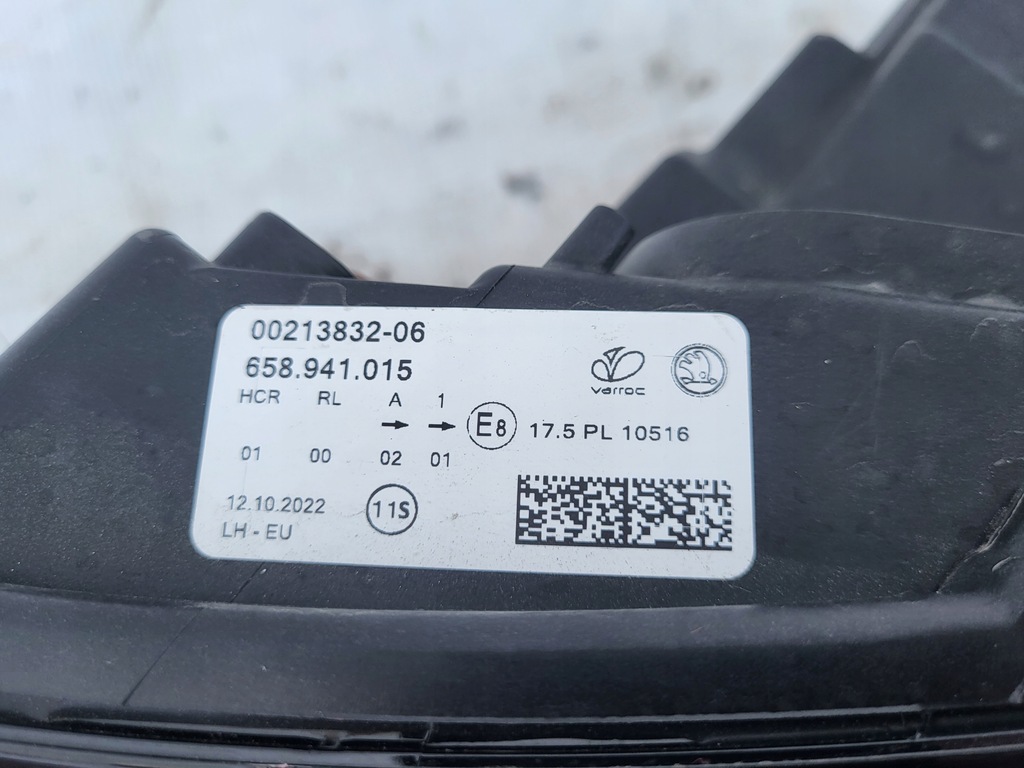 00213832-06
658.941.015
varroc
HCR RL A 1
→ →
E8 17.5 PL 10516
01 00 02 01
12.10.2022
11S
LH - EU